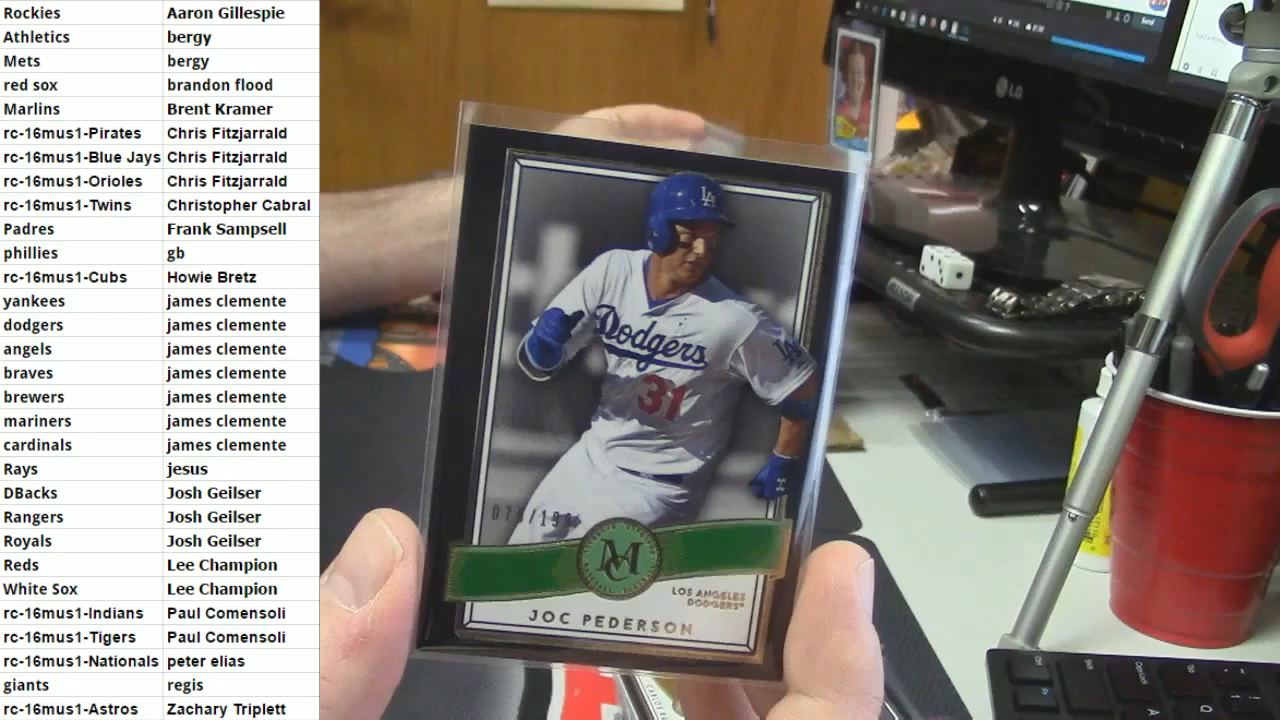 Rockies Aaron Gillespie
Athletics bergy
Mets bergy
red sox brandon flood
Marlins Brent Kramer
rc-16mus1-Pirates Chris Fitzjarrald
rc-16mus1-Blue Jays Chris Fitzjarrald
rc-16mus1-Orioles Chris Fitzjarrald
rc-16mus1-Twins Christopher Cabral
Padres Frank Sampsell
phillies gb
rc-16mus1-Cubs Howie Bretz
yankees james clemente
dodgers james clemente
angels james clemente
braves james clemente
brewers james clemente
mariners james clemente
cardinals james clemente
Rays jesus
DBacks Josh Geilser
Rangers Josh Geilser
Royals Josh Geilser
Reds Lee Champion
White Sox Lee Champion
rc-16mus1-Indians Paul Comensoli
rc-16mus1-Tigers Paul Comensoli
rc-16mus1-Nationals peter elias
giants regis
rc-16mus1-Astros Zachary Triplett
LG
LA
Dodgers
LA
31
MC
LOS ANGELES
DODGERS
JOC PEDERSON